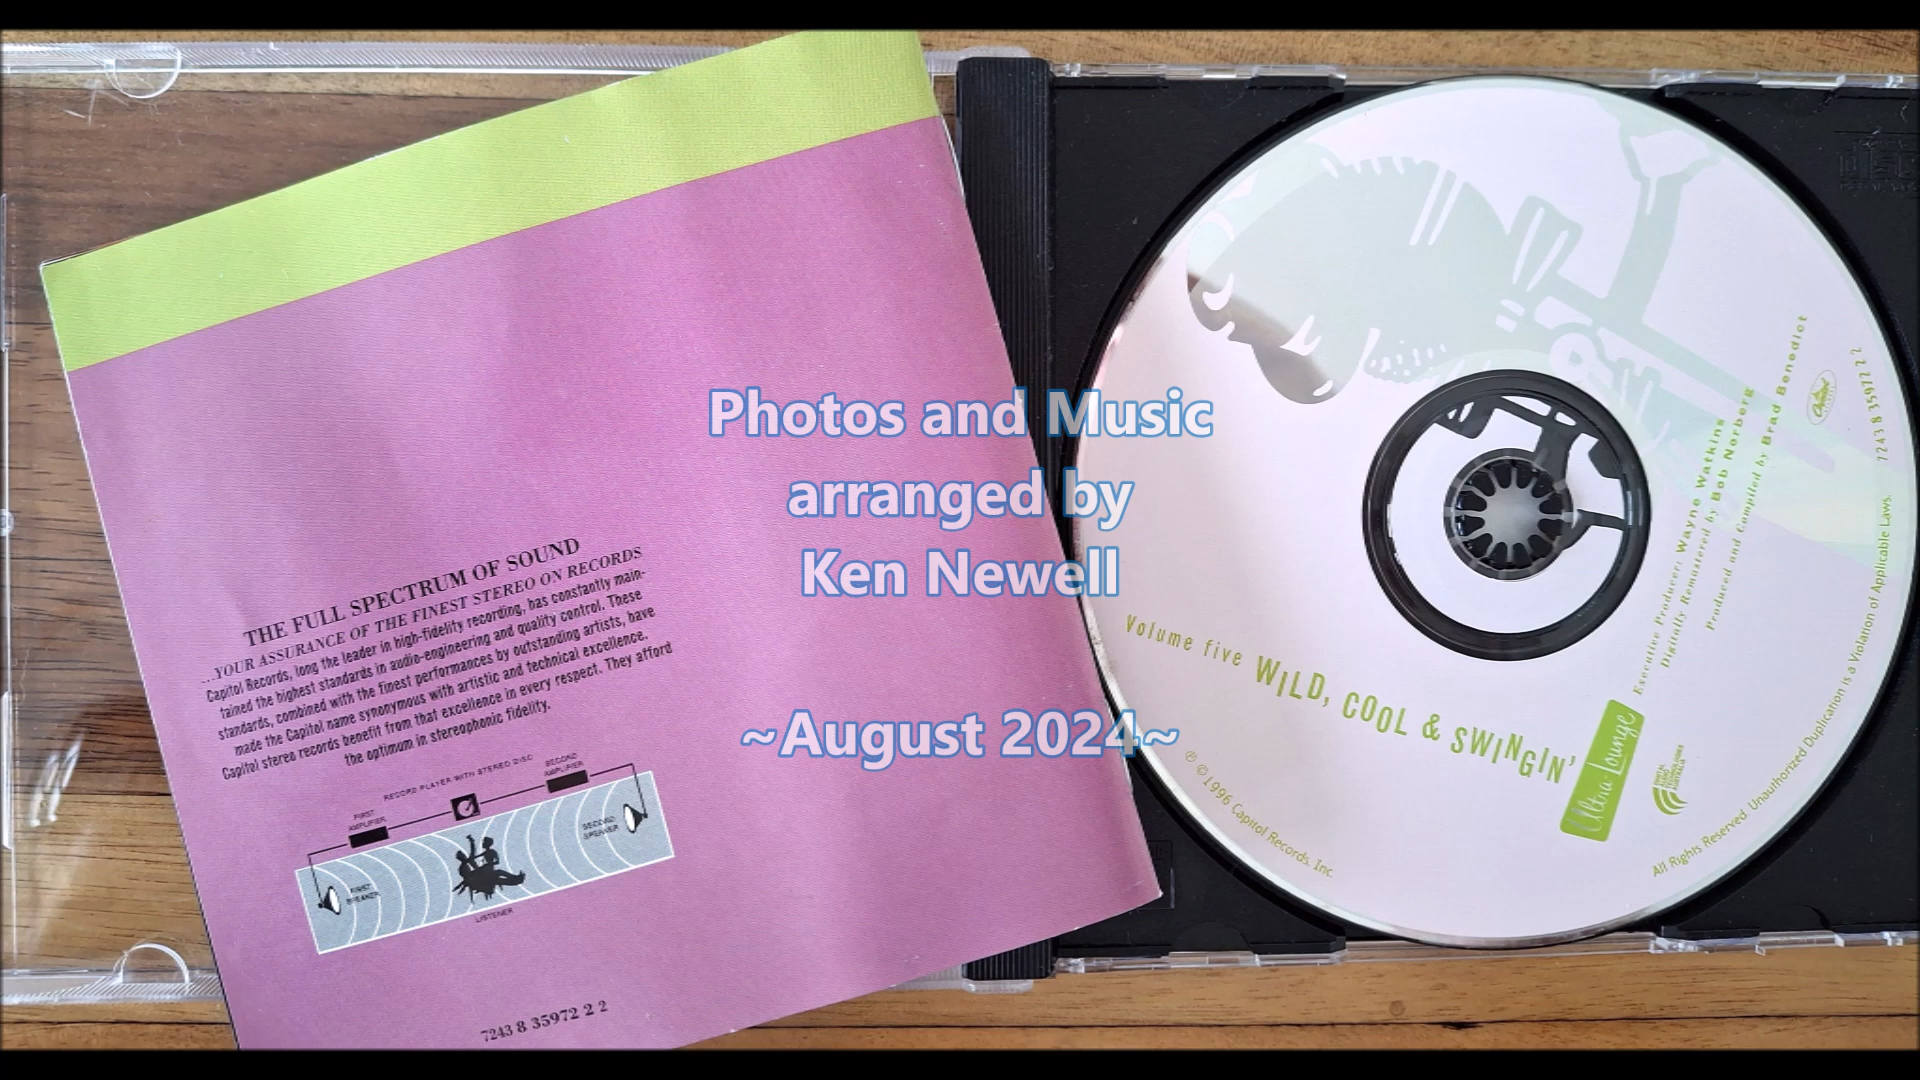 THE FULL SPECTRUM OF SOUND
...YOUR ASSURANCE OF THE FINEST STEREO ON RECORDS
Capitol Records, long the leader in high-fidelity recording, has constantly main-
tained the highest standards in audio-engineering and quality control. These
standards, combined with the finest performances by outstanding artists, have
made the Capitol name synonymous with artistic and technical excellence.
Capitol stereo records benefit from that excellence in every respect. They afford
the optimum in stereophonic fidelity.
RECORD PLAYER WITH STEREO DISC
FIRST
AMPLIFIER
SECOND
AMPLIFIER
FIRST
SPEAKER
SECOND
SPEAKER
LISTENER
7243 8 35972 2 2
Photos and Music
arranged by
Ken Newell
~August 2024~
Volume five WILD, COOL & SWINGIN'
Ultra-Lounge
Executive Producer: Wayne Watkins
Digitally Remastered by Bob Norberg
Produced and Compiled by Brad Benedict
Capitol
7243 8 35972 2 2
℗ © 1996 Capitol Records, Inc.
All Rights Reserved. Unauthorized Duplication is a Violation of Applicable Laws.